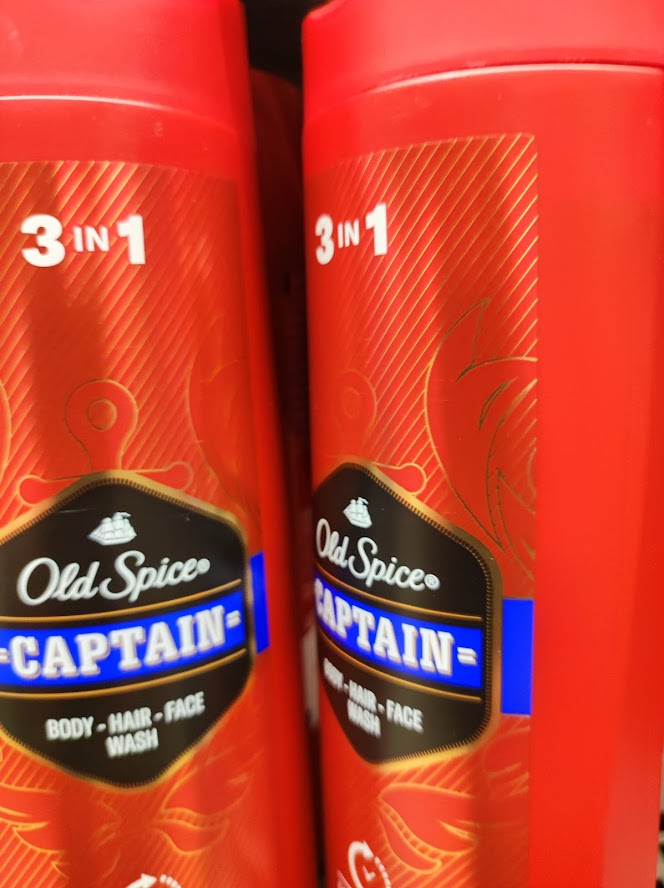 3 IN 1
Old Spice®
=CAPTAIN=
BODY - HAIR - FACE
WASH
3 IN 1
Old Spice®
CAPTAIN=
BODY - HAIR - FACE
WASH